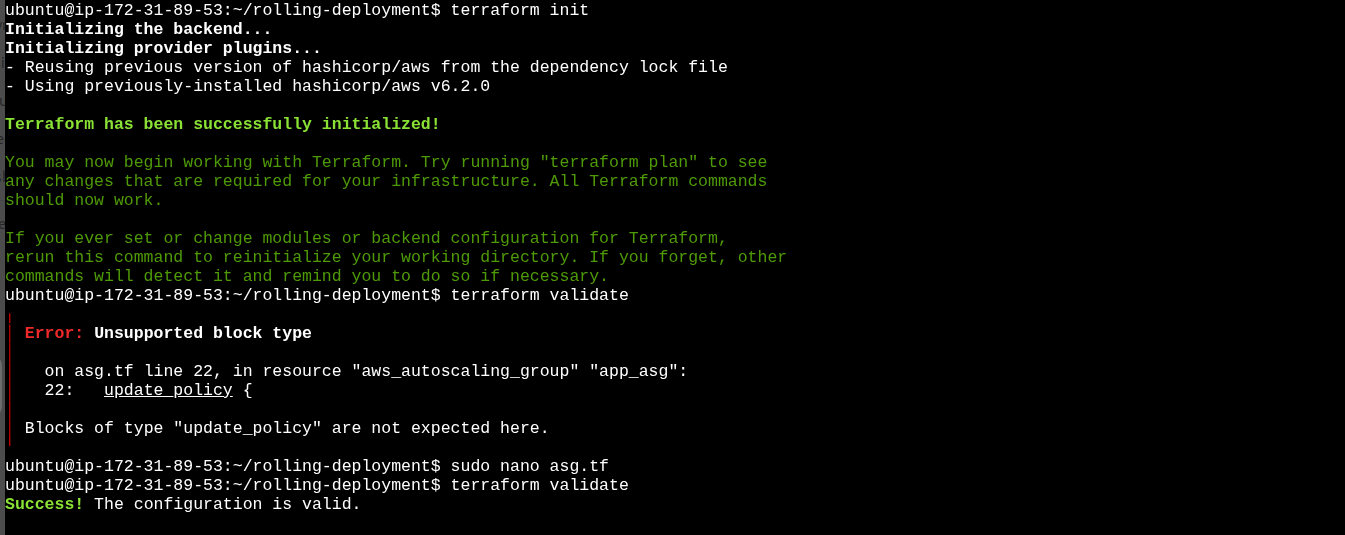 ubuntu@ip-172-31-89-53:~/rolling-deployment$ terraform init
Initializing the backend...
Initializing provider plugins...
- Reusing previous version of hashicorp/aws from the dependency lock file
- Using previously-installed hashicorp/aws v6.2.0
Terraform has been successfully initialized!
You may now begin working with Terraform. Try running "terraform plan" to see
any changes that are required for your infrastructure. All Terraform commands
should now work.
If you ever set or change modules or backend configuration for Terraform,
rerun this command to reinitialize your working directory. If you forget, other
commands will detect it and remind you to do so if necessary.
ubuntu@ip-172-31-89-53:~/rolling-deployment$ terraform validate
Error: Unsupported block type
on asg.tf line 22, in resource "aws_autoscaling_group" "app_asg":
22:   update_policy {
Blocks of type "update_policy" are not expected here.
ubuntu@ip-172-31-89-53:~/rolling-deployment$ sudo nano asg.tf
ubuntu@ip-172-31-89-53:~/rolling-deployment$ terraform validate
Success! The configuration is valid.